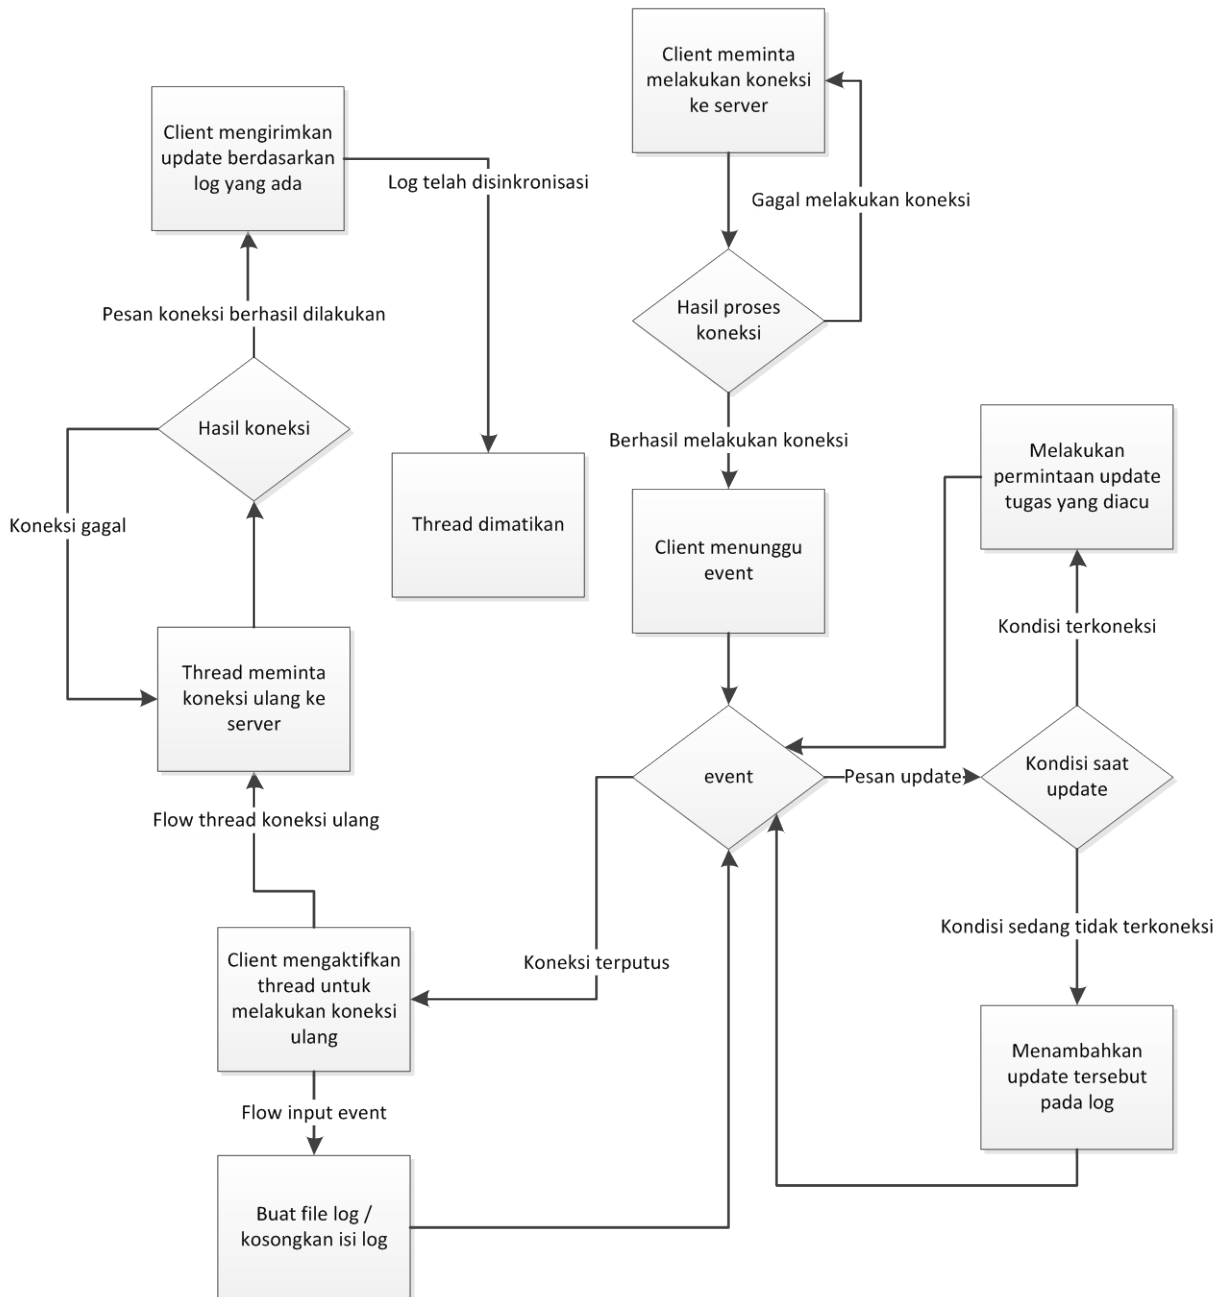 Client meminta
melakukan koneksi
ke server
Client mengirimkan
update berdasarkan
log yang ada
Log telah disinkronisasi
Gagal melakukan koneksi
Pesan koneksi berhasil dilakukan
Hasil proses
koneksi
Hasil koneksi
Berhasil melakukan koneksi
Melakukan
permintaan update
tugas yang diacu
Koneksi gagal
Thread dimatikan
Client menunggu
event
Kondisi terkoneksi
Thread meminta
koneksi ulang ke
server
event
Pesan update
Kondisi saat
update
Flow thread koneksi ulang
Kondisi sedang tidak terkoneksi
Koneksi terputus
Client mengaktifkan
thread untuk
melakukan koneksi
ulang
Menambahkan
update tersebut
pada log
Flow input event
Buat file log /
kosongkan isi log